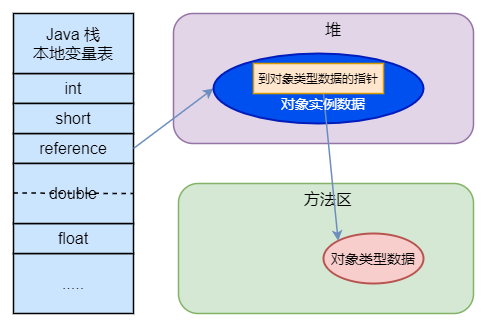 Java 栈
本地变量表
int
short
reference
double
float
.....
堆
到对象类型数据的指针
对象实例数据
方法区
对象类型数据